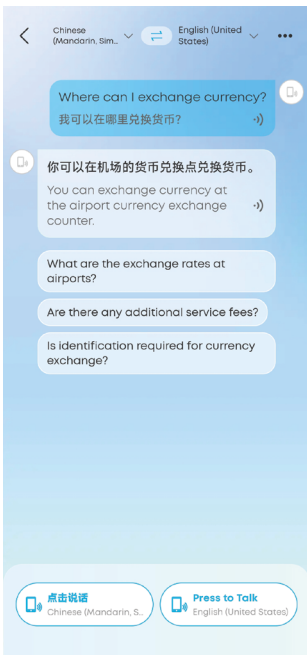 Chinese
(Mandarin, Sim...
English (United
States)
Where can I exchange currency?
我可以在哪里兑换货币？
你可以在机场的货币兑换点兑换货币。
You can exchange currency at
the airport currency exchange
counter.
What are the exchange rates at
airports?
Are there any additional service fees?
Is identification required for currency
exchange?
点击说话
Chinese (Mandarin, S...
Press to Talk
English (United States)